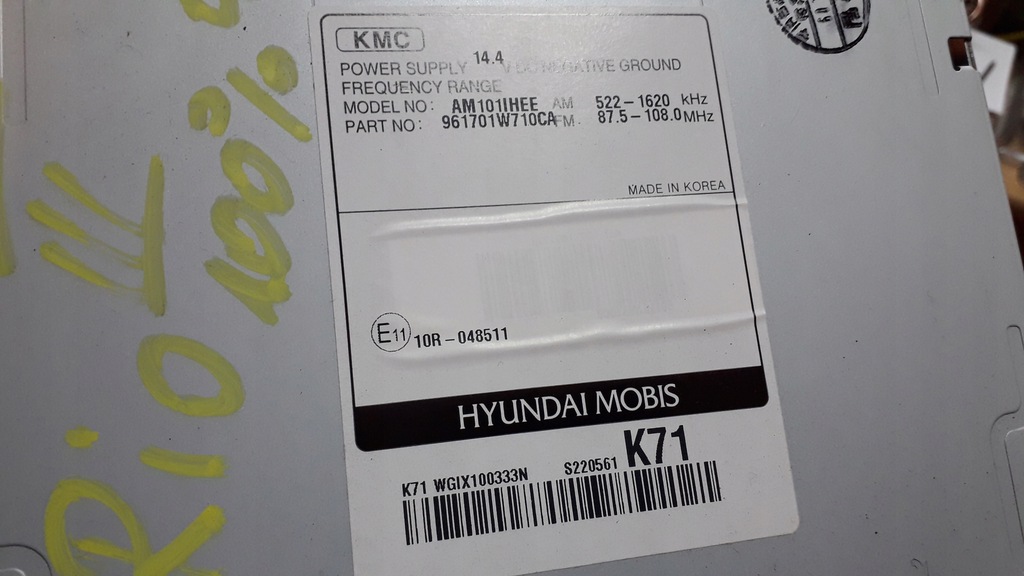 KMC
POWER SUPPLY 14.4 V DC NEGATIVE GROUND
FREQUENCY RANGE
MODEL NO: AM101IHEE AM 522-1620 kHz
PART NO: 961701W710CA FM. 87.5-108.0 MHz
MADE IN KOREA
E11 10R-048511
HYUNDAI MOBIS
K71 WGIX100333N S220561 K71
Rio
100%